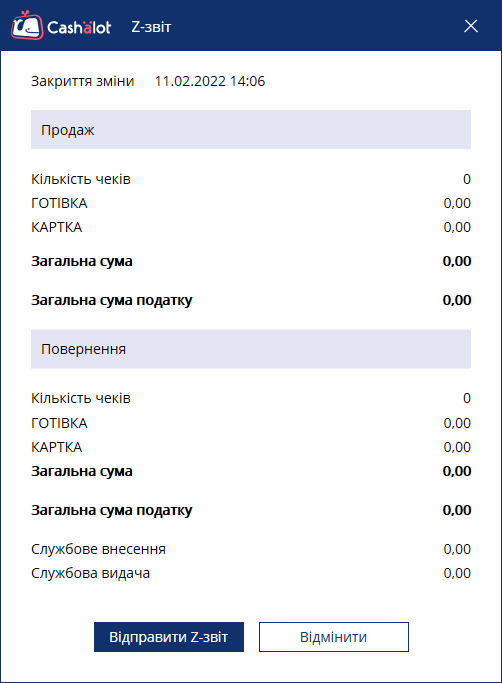 Cashalot Z-звіт
Закриття зміни 11.02.2022 14:06
Продаж
Кількість чеків 0
ГОТІВКА 0,00
КАРТКА 0,00
Загальна сума 0,00
Загальна сума податку 0,00
Повернення
Кількість чеків 0
ГОТІВКА 0,00
КАРТКА 0,00
Загальна сума 0,00
Загальна сума податку 0,00
Службове внесення 0,00
Службова видача 0,00
Відправити Z-звіт Відмінити